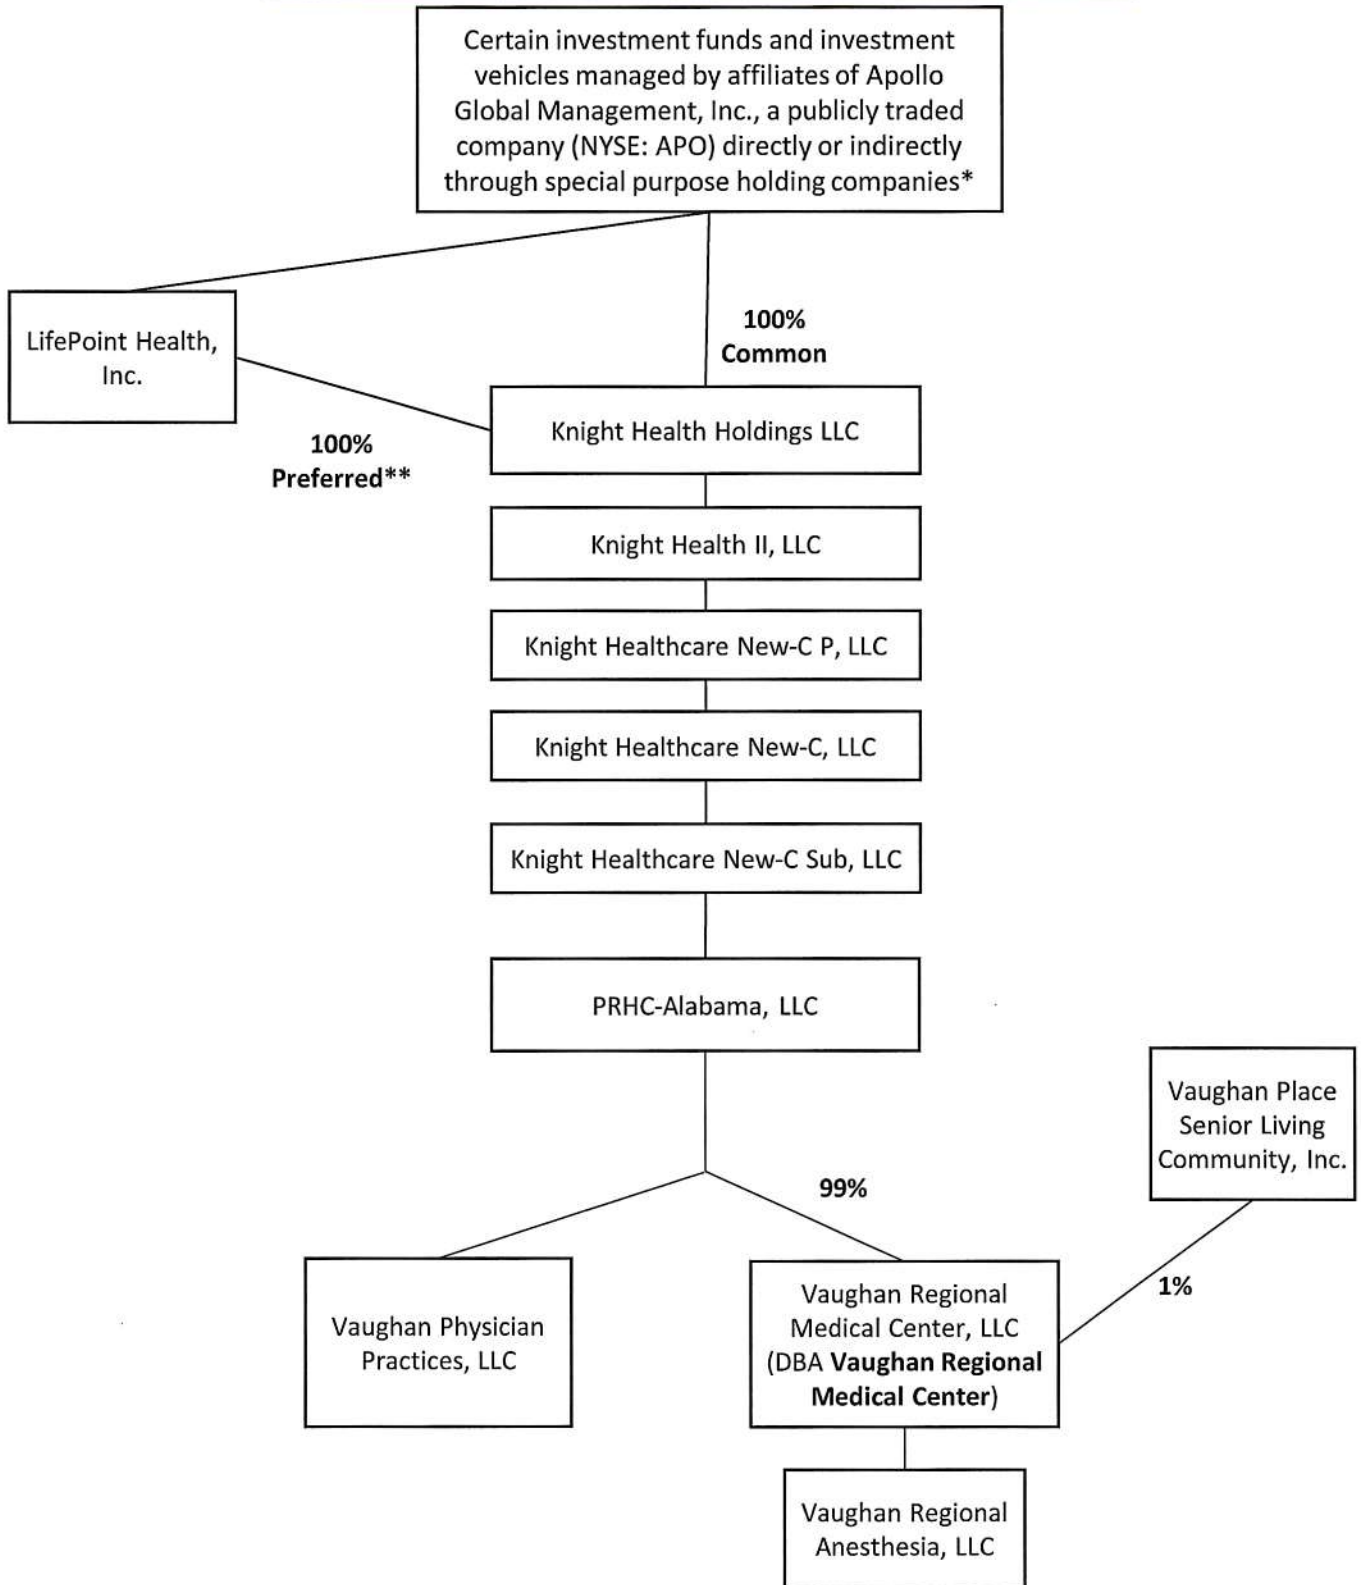 Certain investment funds and investment
vehicles managed by affiliates of Apollo
Global Management, Inc., a publicly traded
company (NYSE: APO) directly or indirectly
through special purpose holding companies*
LifePoint Health,
Inc.
100%
Common
100%
Preferred**
Knight Health Holdings LLC
Knight Health II, LLC
Knight Healthcare New-C P, LLC
Knight Healthcare New-C, LLC
Knight Healthcare New-C Sub, LLC
PRHC-Alabama, LLC
Vaughan Place
Senior Living
Community, Inc.
99%
1%
Vaughan Physician
Practices, LLC
Vaughan Regional
Medical Center, LLC
(DBA Vaughan Regional
Medical Center)
Vaughan Regional
Anesthesia, LLC